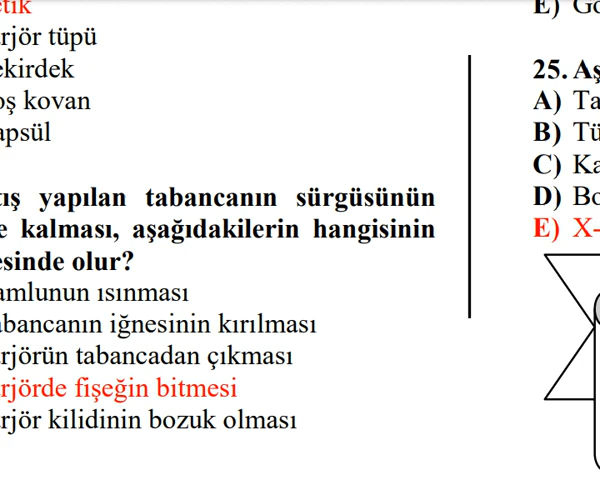 etik
rjör tüpü
ekirdek
oş kovan
apsül
tış yapılan tabancanın sürgüsünün
e kalması, aşağıdakilerin hangisinin
esinde olur?
amlunun ısınması
abancanın iğnesinin kırılması
rjörün tabancadan çıkması
rjörde fişeğin bitmesi
rjör kilidinin bozuk olması
E) Go
25. Aş
A) Ta
B) Tü
C) Ka
D) Bo
E) X-